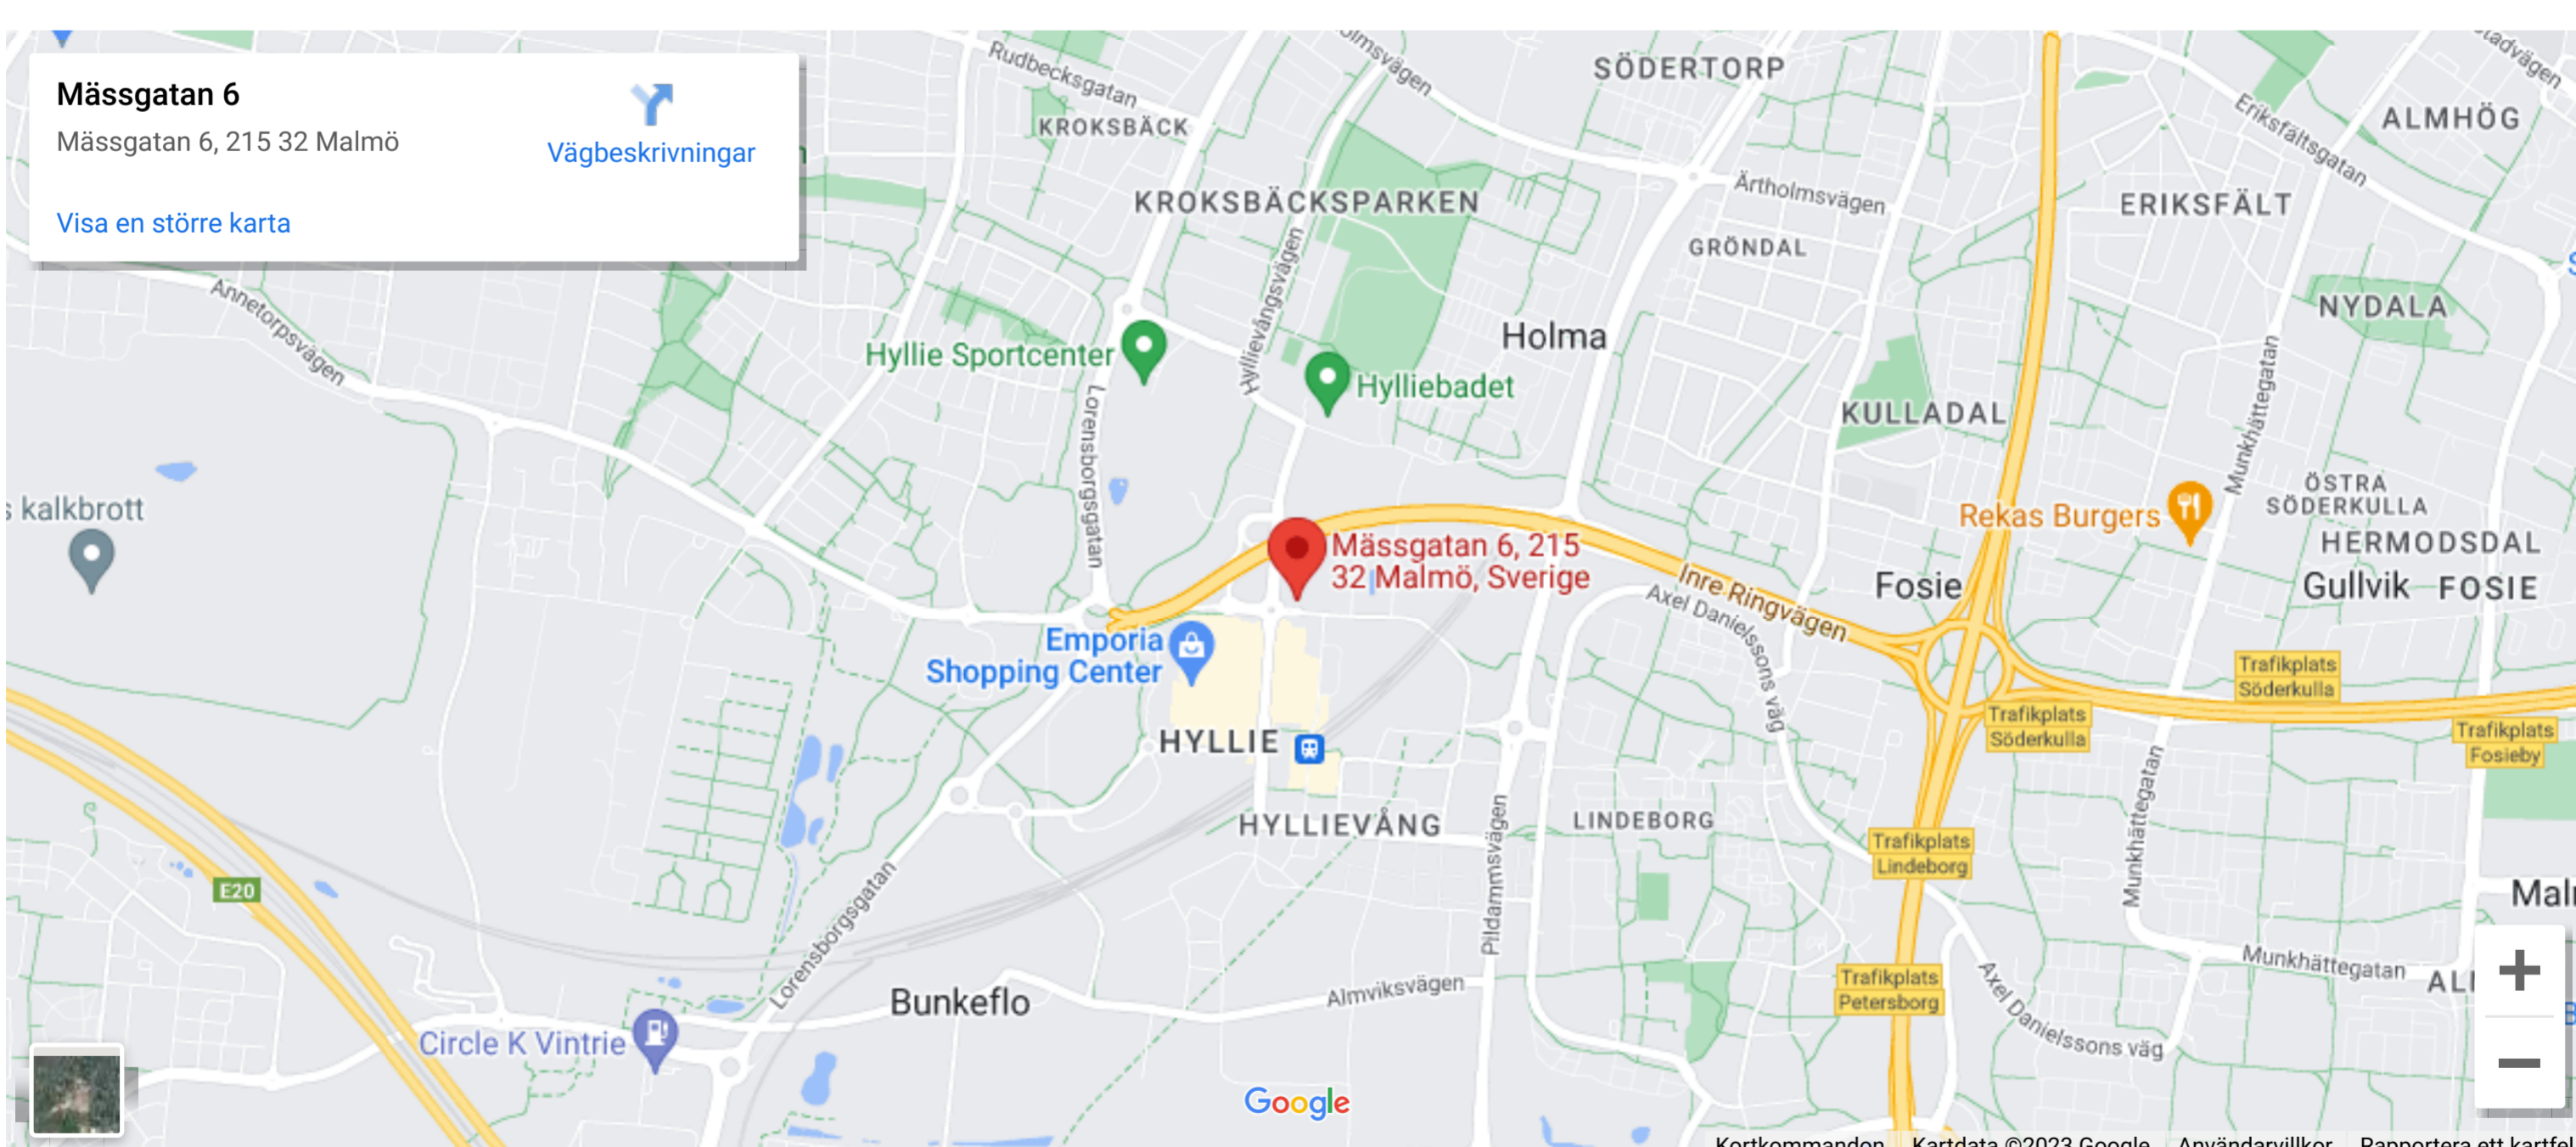 Mässgatan 6
Mässgatan 6, 215 32 Malmö
Vägbeskrivningar
Visa en större karta
Rudbecksgatan
SÖDERTORP
Eriksfältsgatan
ALMHÖG
KROKSBÄCK
KROKSBÄCKSPARKEN
Ärtholmsvägen
ERIKSFÄLT
GRÖNDAL
Annetorpsvägen
Hyllievångsvägen
NYDALA
Holma
Hyllie Sportcenter
Hylliebadet
Lorensborgsgatan
KULLADAL
Munkhättegatan
kalkbrott
Rekas Burgers
ÖSTRA
SÖDERKULLA
HERMODSDAL
Mässgatan 6, 215
32 Malmö, Sverige
Inre Ringvägen
Fosie
Gullvik
FOSIE
Axel Danielssons väg
Emporia
Shopping Center
Trafikplats
Söderkulla
Trafikplats
Söderkulla
Trafikplats
Fosieby
HYLLIE
HYLLIEVÅNG
LINDEBORG
Pildammsvägen
Trafikplats
Lindeborg
Munkhättegatan
E20
Lorensborgsgatan
Munkhättegatan
Trafikplats
Petersborg
Almviksvägen
Bunkeflo
Axel Danielssons väg
Circle K Vintrie
Google
+
−
Kortkommandon
Kartdata ©2023 Google
Användarvillkor
Rapportera ett kartfel